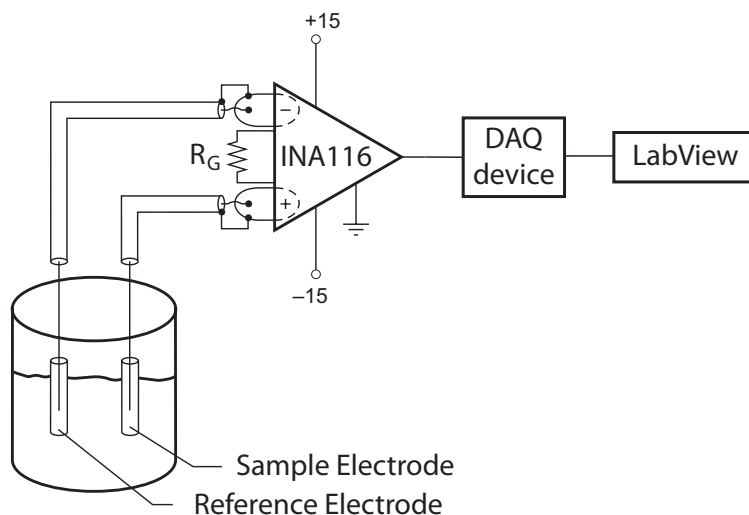 +15
−
R_G
INA116
+
−15
DAQ
device
LabView
Sample Electrode
Reference Electrode